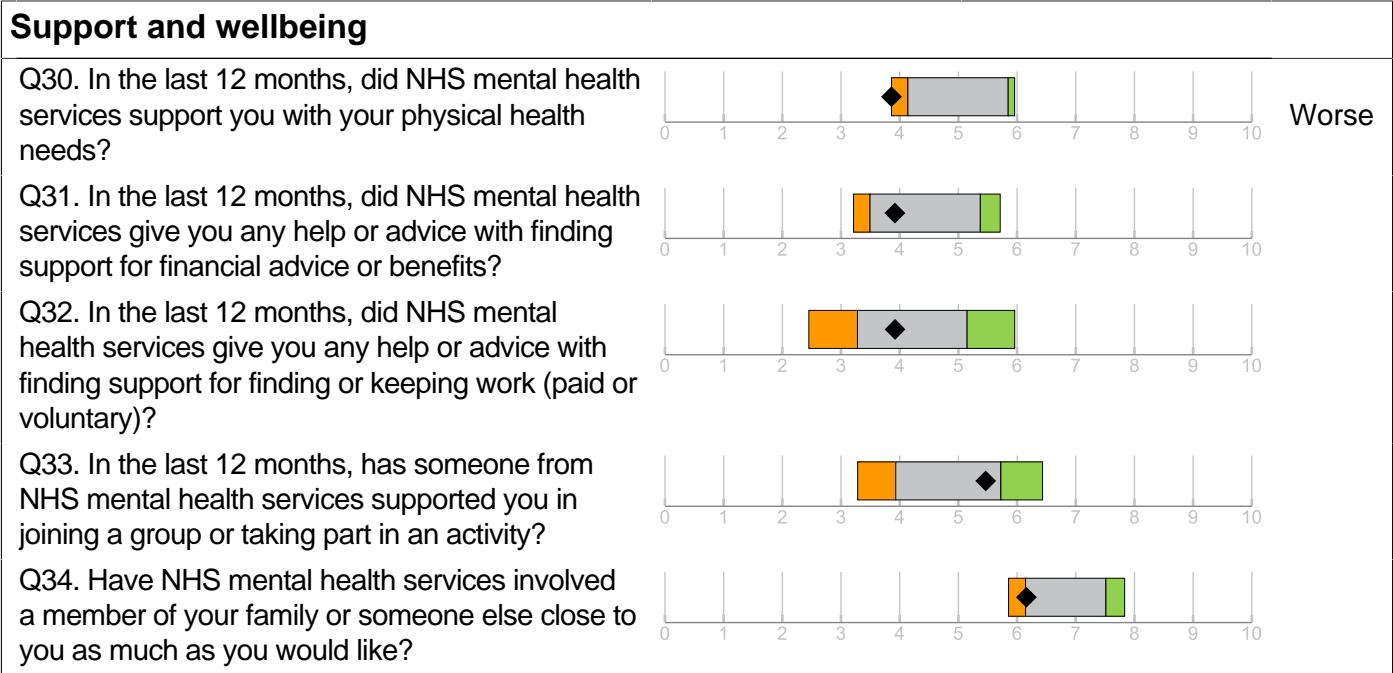 Support and wellbeing
Q30. In the last 12 months, did NHS mental health
services support you with your physical health
needs?
0 1 2 3 4 5 6 7 8 9 10
Worse
Q31. In the last 12 months, did NHS mental health
services give you any help or advice with finding
support for financial advice or benefits?
0 1 2 3 4 5 6 7 8 9 10
Q32. In the last 12 months, did NHS mental
health services give you any help or advice with
finding support for finding or keeping work (paid or
voluntary)?
0 1 2 3 4 5 6 7 8 9 10
Q33. In the last 12 months, has someone from
NHS mental health services supported you in
joining a group or taking part in an activity?
0 1 2 3 4 5 6 7 8 9 10
Q34. Have NHS mental health services involved
a member of your family or someone else close to
you as much as you would like?
0 1 2 3 4 5 6 7 8 9 10